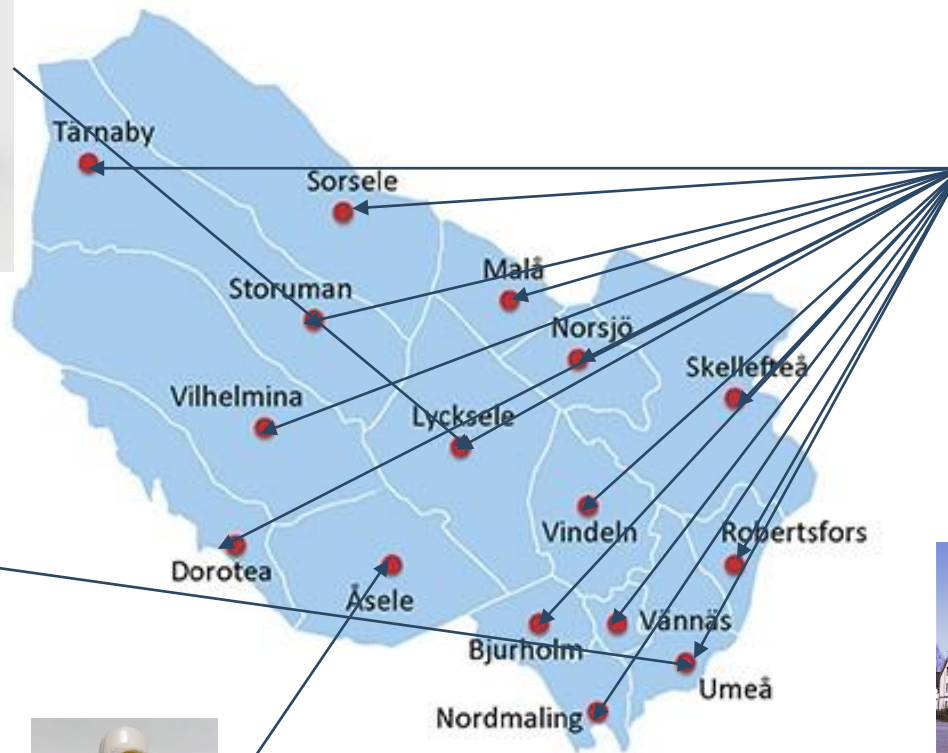 Tärnaby
Sorsele
Malå
Storuman
Norsjö
Skellefteå
Vilhelmina
Lycksele
Vindeln
Robertsfors
Dorotea
Åsele
Vännäs
Bjurholm
Umeå
Nordmaling